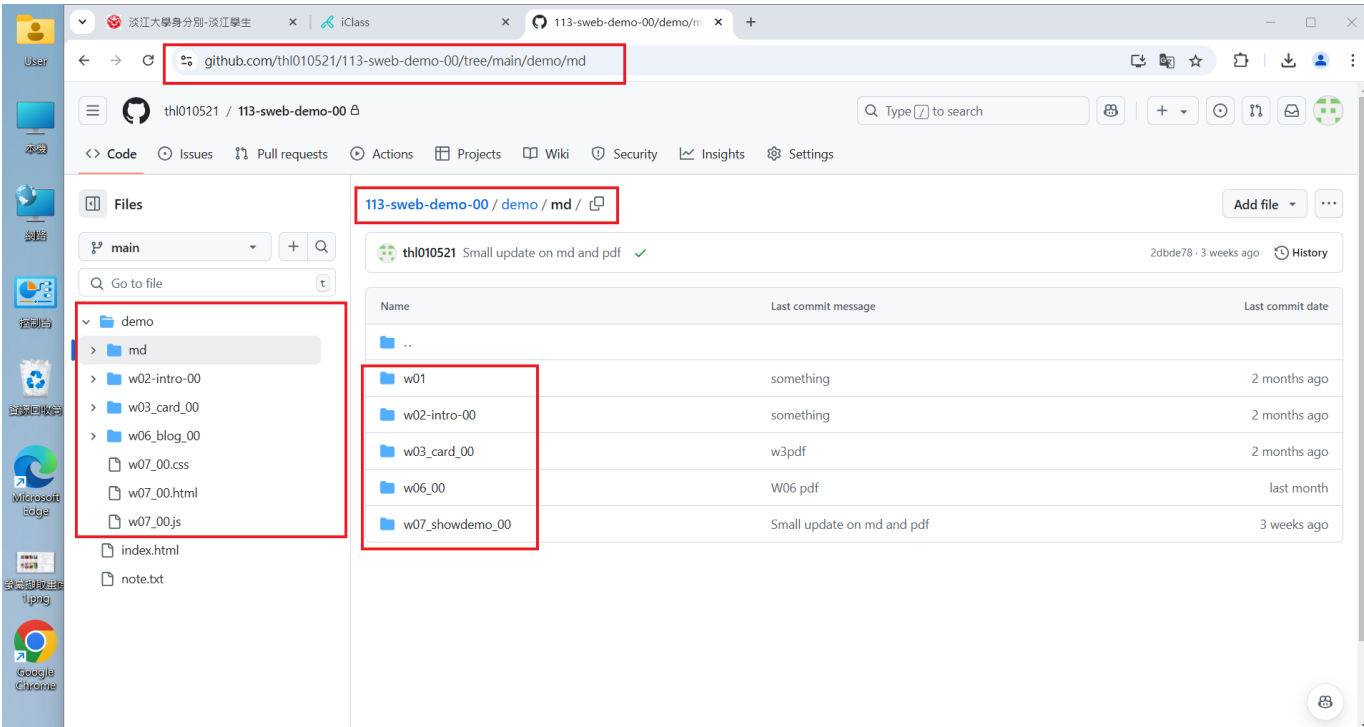 淡江大學身分別-淡江學生
iClass
113-sweb-demo-00/demo/m
github.com/thl010521/113-sweb-demo-00/tree/main/demo/md
thl010521 / 113-sweb-demo-00
Type / to search
Code Issues Pull requests Actions Projects Wiki Security Insights Settings
Files
113-sweb-demo-00 / demo / md /
Add file
main
thl010521 Small update on md and pdf
2dbde78 · 3 weeks ago
History
Go to file
t
Name Last commit message Last commit date
..
demo
md
w02-intro-00
w03_card_00
w06_blog_00
w07_00.css
w07_00.html
w07_00.js
index.html
note.txt
w01 something 2 months ago
w02-intro-00 something 2 months ago
w03_card_00 w3pdf 2 months ago
w06_00 W06 pdf last month
w07_showdemo_00 Small update on md and pdf 3 weeks ago
User
本機
網路
控制台
資源回收筒
Microsoft
Edge
1.png
Google
Chrome